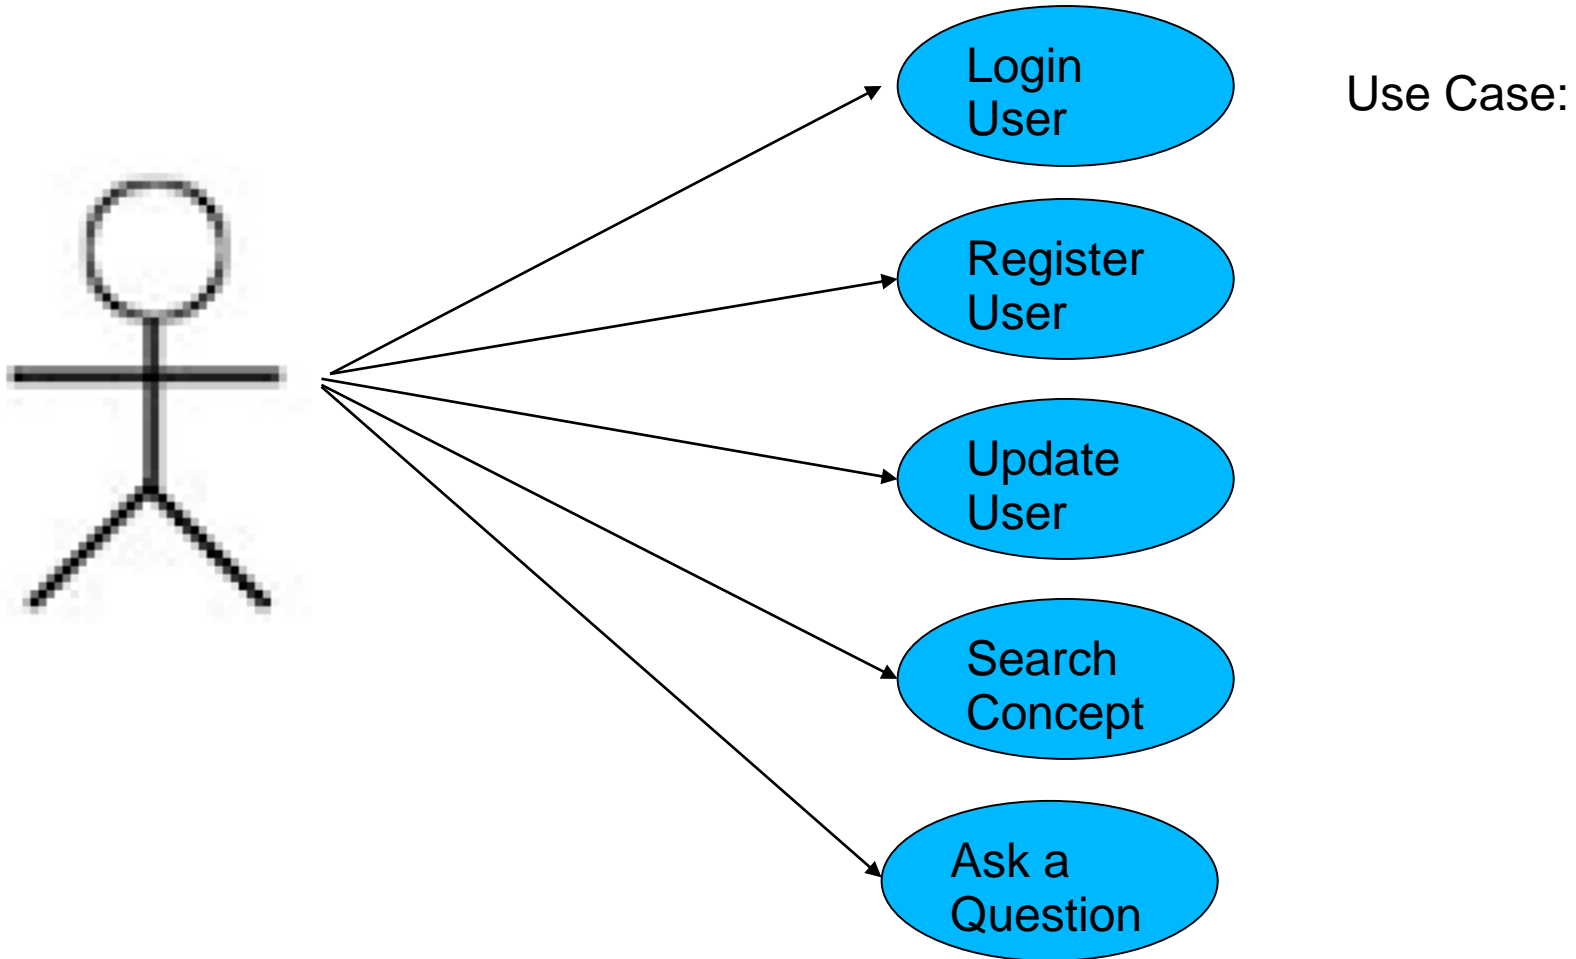 Login
User
Use Case:
Register
User
Update
User
Search
Concept
Ask a
Question